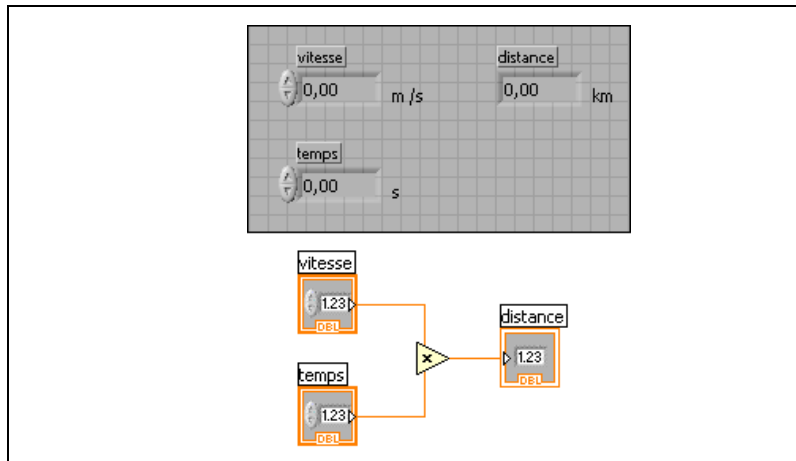 vitesse distance
0,00 m /s 0,00 km
temps
0,00 s
vitesse
1.23
DBL
distance
×
1.23
DBL
temps
1.23
DBL